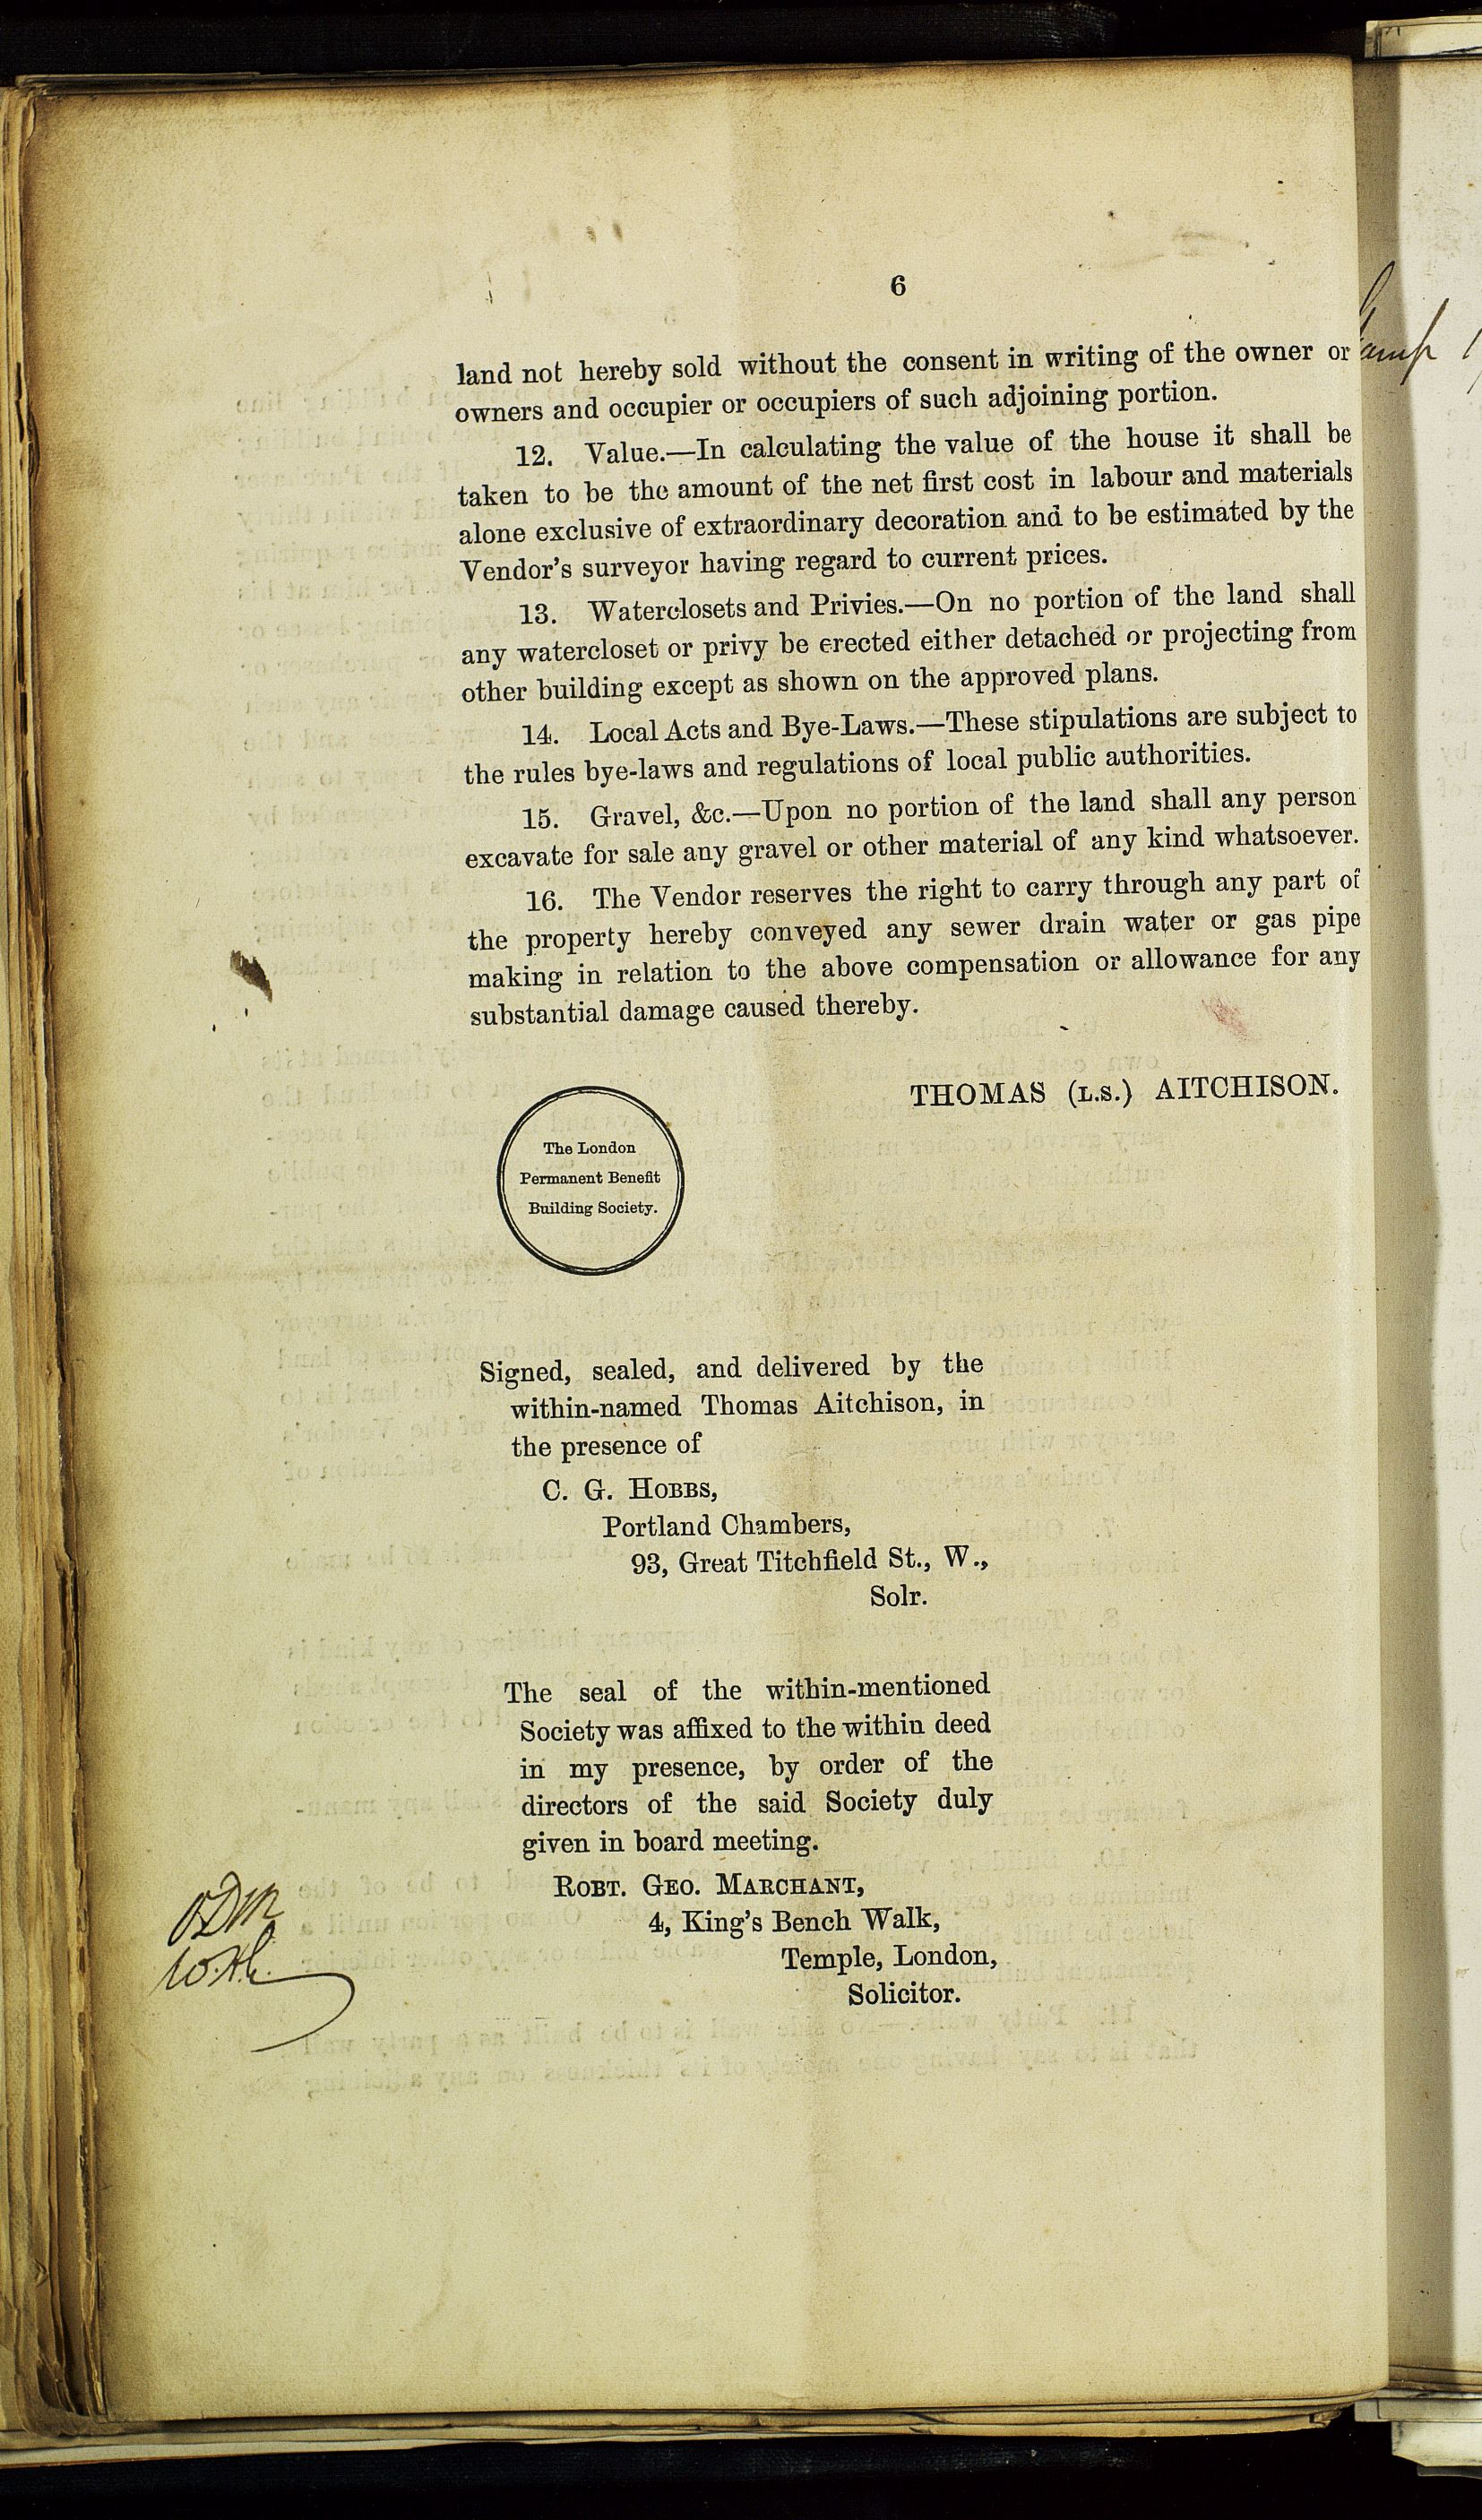 6
land not hereby sold without the consent in writing of the owner or
owners and occupier or occupiers of such adjoining portion.
12. Value.—In calculating the value of the house it shall be
taken to be the amount of the net first cost in labour and materials
alone exclusive of extraordinary decoration and to be estimated by the
Vendor's surveyor having regard to current prices.
13. Waterclosets and Privies.—On no portion of the land shall
any watercloset or privy be erected either detached or projecting from
other building except as shown on the approved plans.
14. Local Acts and Bye-Laws.—These stipulations are subject to
the rules bye-laws and regulations of local public authorities.
15. Gravel, &c.—Upon no portion of the land shall any person
excavate for sale any gravel or other material of any kind whatsoever.
16. The Vendor reserves the right to carry through any part of
the property hereby conveyed any sewer drain water or gas pipe
making in relation to the above compensation or allowance for any
substantial damage caused thereby.
THOMAS (L.S.) AITCHISON.
The London
Permanent Benefit
Building Society.
Signed, sealed, and delivered by the
within-named Thomas Aitchison, in
the presence of
C. G. HOBBS,
Portland Chambers,
93, Great Titchfield St., W.,
Solr.
The seal of the within-mentioned
Society was affixed to the within deed
in my presence, by order of the
directors of the said Society duly
given in board meeting.
ROBT. GEO. MARCHANT,
4, King's Bench Walk,
Temple, London,
Solicitor.